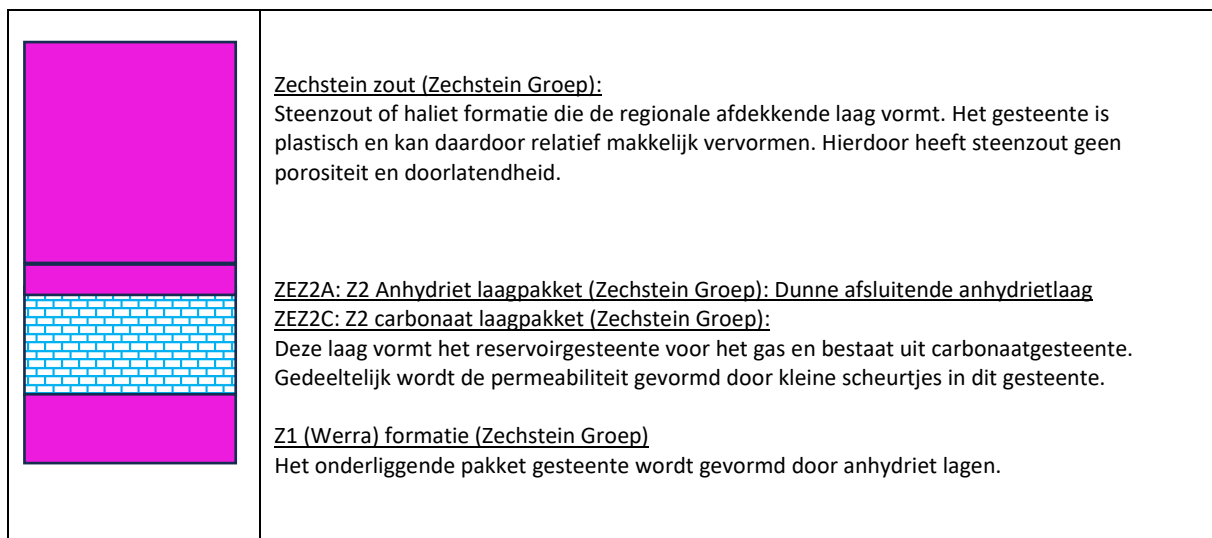 Zechstein zout (Zechstein Groep):
Steenzout of haliet formatie die de regionale afdekkende laag vormt. Het gesteente is
plastisch en kan daardoor relatief makkelijk vervormen. Hierdoor heeft steenzout geen
porositeit en doorlatendheid.
ZEZ2A: Z2 Anhydriet laagpakket (Zechstein Groep): Dunne afsluitende anhydrietlaag
ZEZ2C: Z2 carbonaat laagpakket (Zechstein Groep):
Deze laag vormt het reservoirgesteente voor het gas en bestaat uit carbonaatgesteente.
Gedeeltelijk wordt de permeabiliteit gevormd door kleine scheurtjes in dit gesteente.
Z1 (Werra) formatie (Zechstein Groep)
Het onderliggende pakket gesteente wordt gevormd door anhydriet lagen.